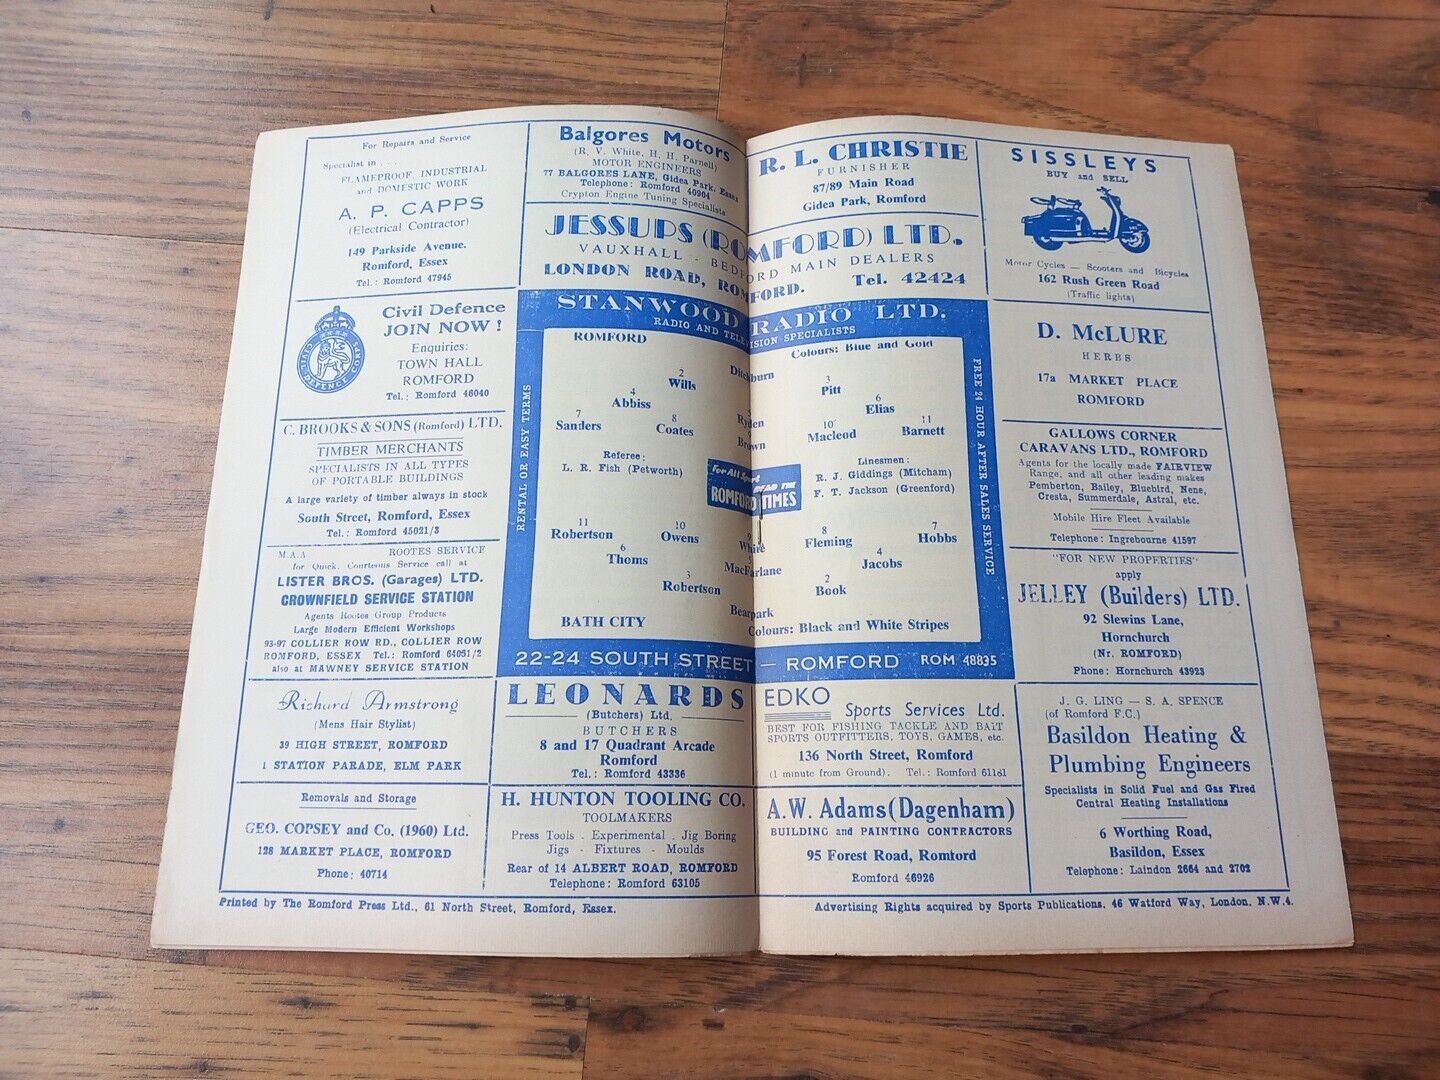 For Repairs and Service
Specialist in . . .
FLAMEPROOF, INDUSTRIAL
and DOMESTIC WORK
A. P. CAPPS
(Electrical Contractor)
149 Parkside Avenue.
Romford, Essex
Tel.: Romford 47945
Balgores Motors
(R. V. White, H. H. Parnell)
MOTOR ENGINEERS
77 BALGORES LANE, Gidea Park, Essex
Telephone: Romford 40964
Crypton Engine Tuning Specialists
R. L. CHRISTIE
FURNISHER
87/89 Main Road
Gidea Park, Romford
SISSLEYS
BUY and SELL
Motor Cycles — Scooters and Bicycles
162 Rush Green Road
(Traffic lights)
JESSUPS (ROMFORD) LTD.
VAUXHALL - BEDFORD MAIN DEALERS
LONDON ROAD, ROMFORD. Tel. 42424
Civil Defence
JOIN NOW!
Enquiries:
TOWN HALL
ROMFORD
Tel.: Romford 46040
CIVIL DEFENCE CORPS
STANWOOD RADIO LTD.
RADIO AND TELEVISION SPECIALISTS
RENTAL OR EASY TERMS
FREE 24 HOUR AFTER SALES SERVICE
ROMFORD Colours: Blue and Gold
Ditchburn
2 3
Wills Pitt
4 5 6
Abbiss Ryden Elias
7 8 9 10 11
Sanders Coates Brown Macleod Barnett
Referee:
L. R. Fish (Petworth)
For All Sport
READ THE
ROMFORD TIMES
Linesmen:
R. J. Giddings (Mitcham)
F. T. Jackson (Greenford)
11 10 9 8 7
Robertson Owens White Fleming Hobbs
6 5 4
Thoms MacFarlane Jacobs
3 2
Robertson Book
Bearpark
BATH CITY Colours: Black and White Stripes
22-24 SOUTH STREET — ROMFORD ROM 48835
D. McLURE
HERBS
17a MARKET PLACE
ROMFORD
C. BROOKS & SONS (Romford) LTD.
TIMBER MERCHANTS
SPECIALISTS IN ALL TYPES
OF PORTABLE BUILDINGS
A large variety of timber always in stock
South Street, Romford, Essex
Tel.: Romford 45021/3
GALLOWS CORNER
CARAVANS LTD., ROMFORD
Agents for the locally made FAIRVIEW
Range, and all other leading makes
Pemberton, Bailey, Bluebird, Nene,
Cresta, Summerdale, Astral, etc.
Mobile Hire Fleet Available
Telephone: Ingrebourne 41597
M.A.A ROOTES SERVICE
for Quick, Courteous Service call at
LISTER BROS. (Garages) LTD.
CROWNFIELD SERVICE STATION
Agents Rootes Group Products
Large Modern Efficient Workshops
93-97 COLLIER ROW RD., COLLIER ROW
ROMFORD, ESSEX Tel.: Romford 64051/2
also at MAWNEY SERVICE STATION
"FOR NEW PROPERTIES"
apply
JELLEY (Builders) LTD.
92 Slewins Lane,
Hornchurch
(Nr. ROMFORD)
Phone: Hornchurch 43923
Richard Armstrong
(Mens Hair Stylist)
39 HIGH STREET, ROMFORD
1 STATION PARADE, ELM PARK
LEONARDS
(Butchers) Ltd.
BUTCHERS
8 and 17 Quadrant Arcade
Romford
Tel.: Romford 43336
EDKO Sports Services Ltd.
BEST FOR FISHING TACKLE AND BAIT
SPORTS OUTFITTERS, TOYS, GAMES, etc.
136 North Street, Romford
(1 minute from Ground). Tel.: Romford 61161
J. G. LING — S. A. SPENCE
(of Romford F.C.)
Basildon Heating &
Plumbing Engineers
Specialists in Solid Fuel and Gas Fired
Central Heating Installations
6 Worthing Road,
Basildon, Essex
Telephone: Laindon 2664 and 2702
Removals and Storage
GEO. COPSEY and Co. (1960) Ltd.
128 MARKET PLACE, ROMFORD
Phone: 40714
H. HUNTON TOOLING CO.
TOOLMAKERS
Press Tools . Experimental . Jig Boring
Jigs - Fixtures - Moulds
Rear of 14 ALBERT ROAD, ROMFORD
Telephone: Romford 63105
A.W. Adams (Dagenham)
BUILDING and PAINTING CONTRACTORS
95 Forest Road, Romford
Romford 46926
Printed by The Romford Press Ltd., 61 North Street, Romford, Essex.
Advertising Rights acquired by Sports Publications, 46 Watford Way, London, N.W.4.